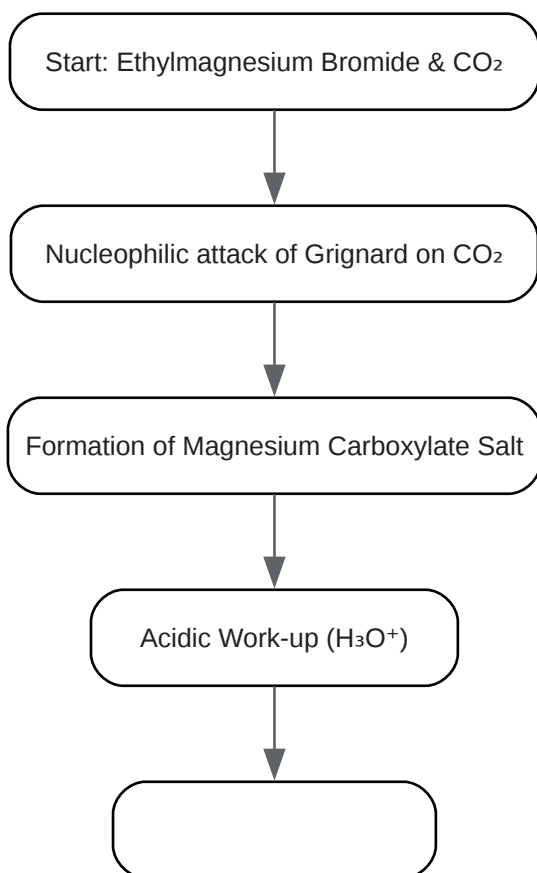 Start: Ethylmagnesium Bromide & CO₂
Nucleophilic attack of Grignard on CO₂
Formation of Magnesium Carboxylate Salt
Acidic Work-up (H₃O⁺)